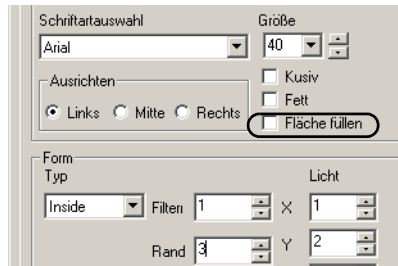 Schriftartauswahl Größe
Arial 40
Ausrichten Kusiv
Fett
Links Mitte Rechts Fläche füllen
Form
Typ Licht
Inside Filtern 1 X 1
Rand 3 Y 2